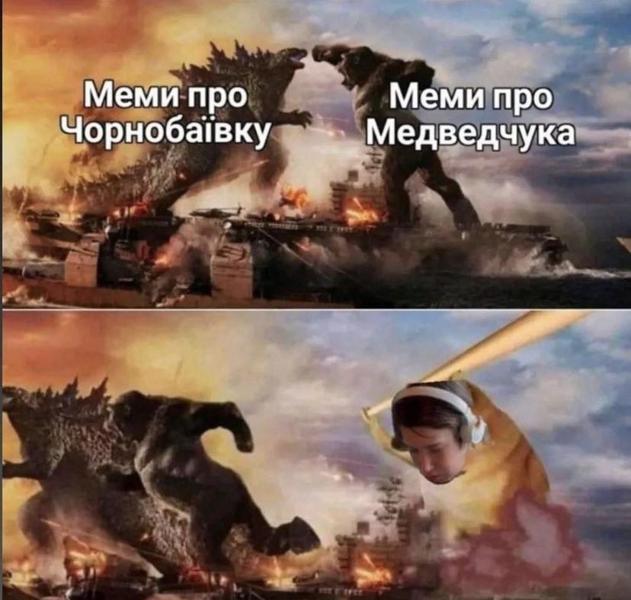 Меми про
Чорнобаївку
Меми про
Медведчука